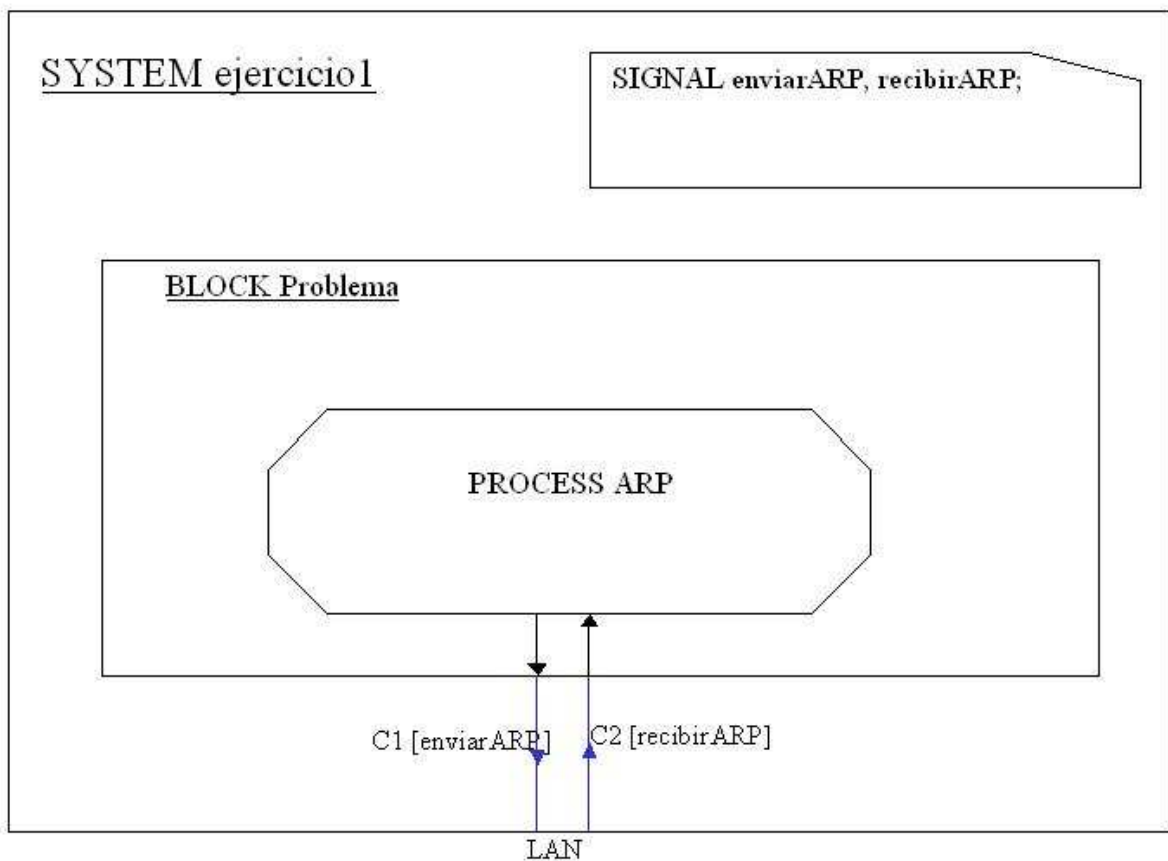 SYSTEM ejercicio1
SIGNAL enviarARP, recibirARP;
BLOCK Problema
PROCESS ARP
C1 [enviarARP]
C2 [recibirARP]
LAN